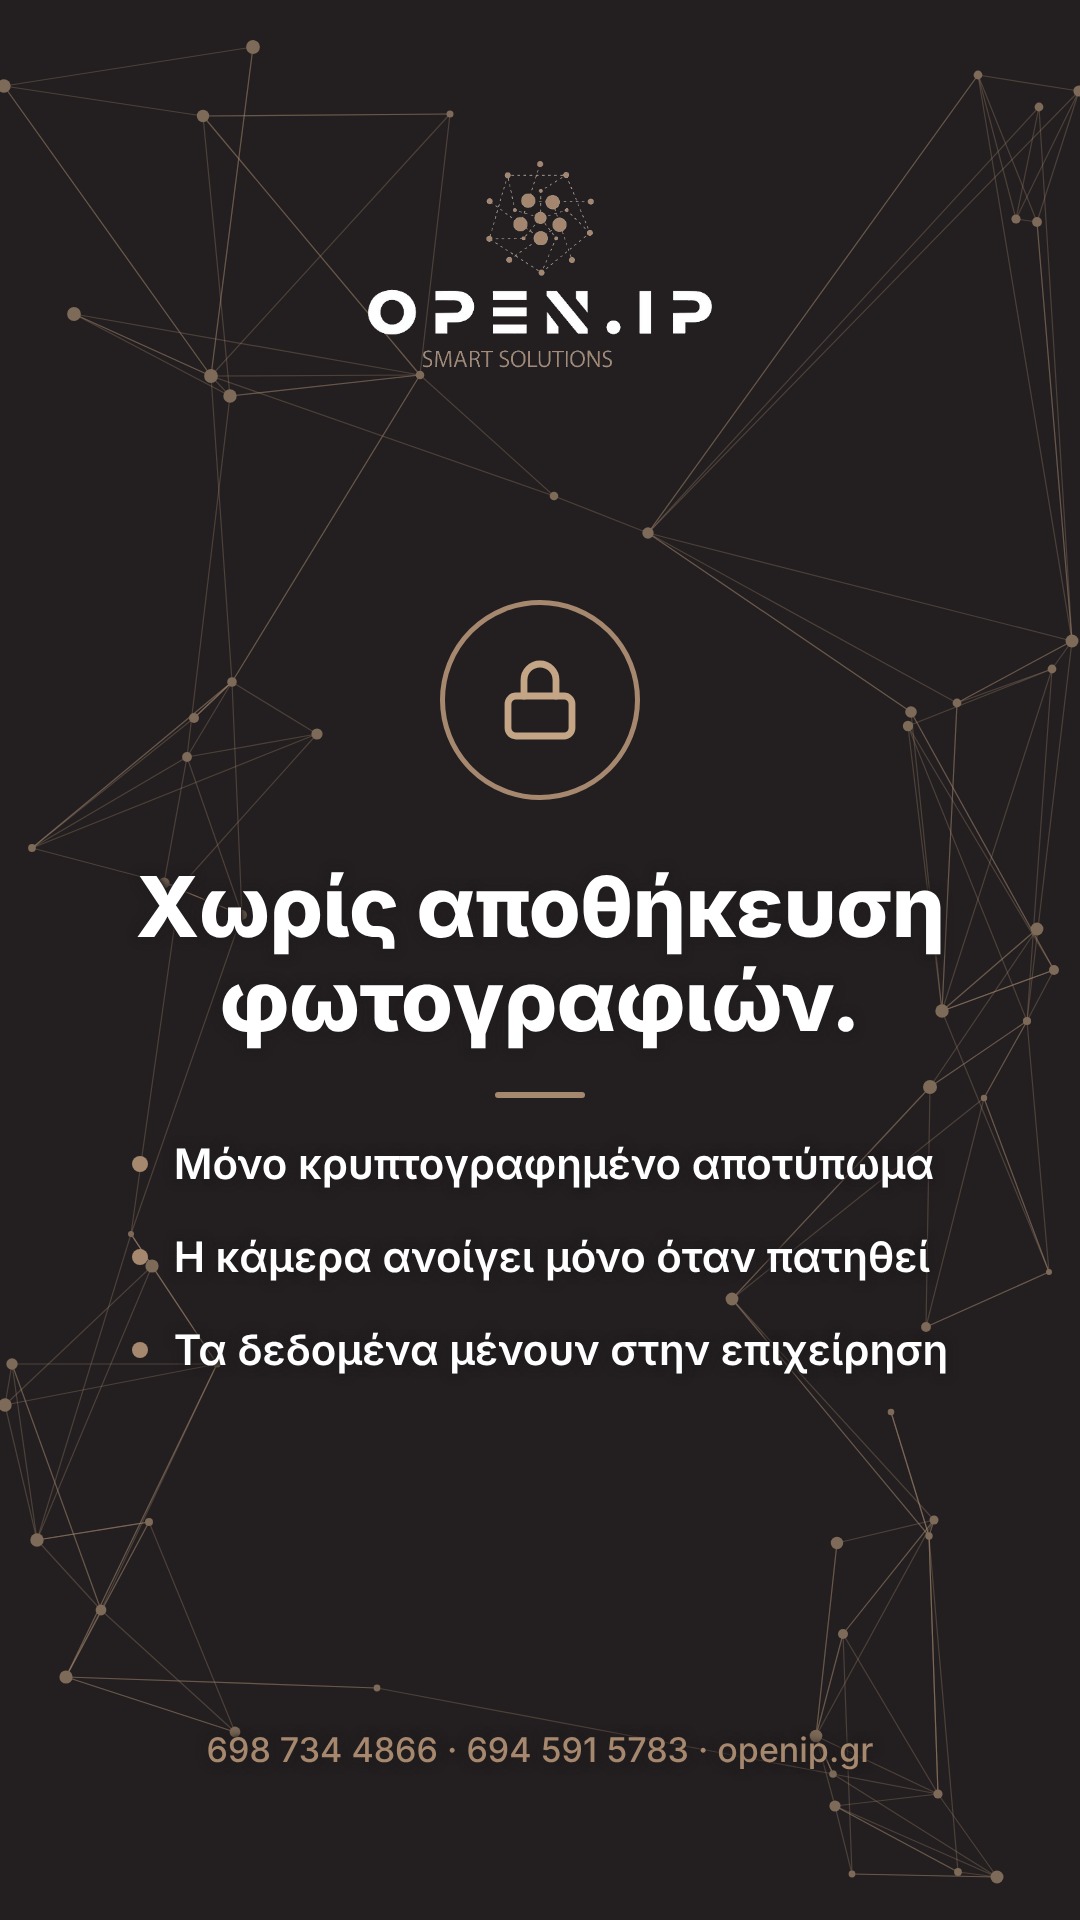 OPEN.IP
SMART SOLUTIONS
Χωρίς αποθήκευση
φωτογραφιών.
Μόνο κρυπτογραφημένο αποτύπωμα
Η κάμερα ανοίγει μόνο όταν πατηθεί
Τα δεδομένα μένουν στην επιχείρηση
698 734 4866 · 694 591 5783 · openip.gr